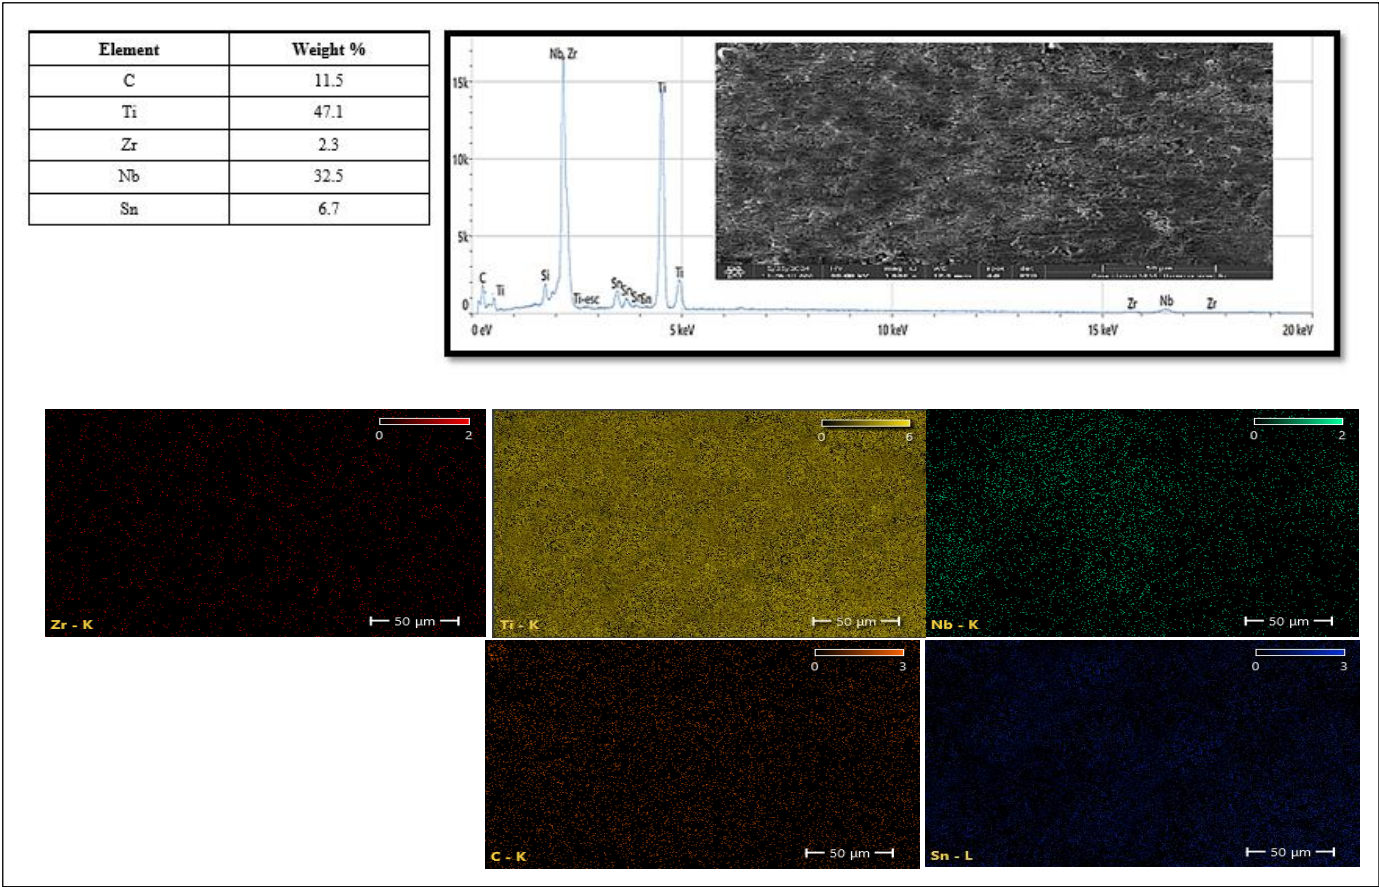 Element Weight %
C 11.5
Ti 47.1
Zr 2.3
Nb 32.5
Sn 6.7
Nb, Zr
15k
Ti
10k
5k
C
Ti
Si
Ti-esc
Sn
Sn
Sn
Sn
Ti
0
Zr
Nb
Zr
0 eV
5 keV
10 keV
15 keV
20 keV
0 2
Zr - K
50 µm
0 6
Ti - K
50 µm
0 2
Nb - K
50 µm
0 3
C - K
50 µm
0 3
Sn - L
50 µm